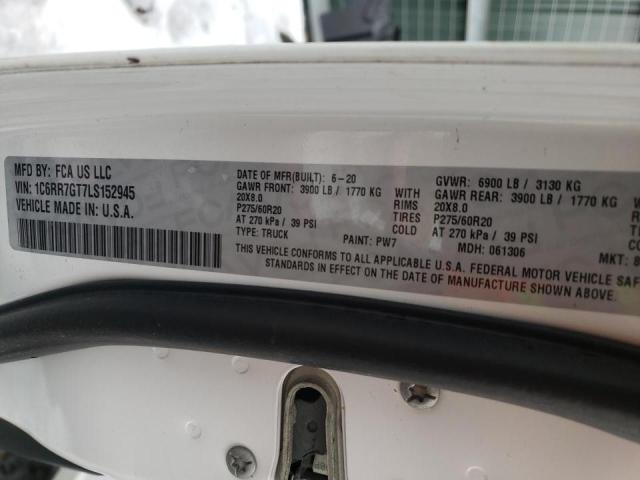 MFD BY: FCA US LLC
VIN: 1C6RR7GT7LS152945
VEHICLE MADE IN U.S.A.
DATE OF MFR(BUILT): 6-20 GVWR: 6900 LB / 3130 KG
GAWR FRONT: 3900 LB / 1770 KG WITH GAWR REAR: 3900 LB / 1770 KG
20X8.0 RIMS 20X8.0
P275/60R20 TIRES P275/60R20
AT 270 kPa / 39 PSI COLD AT 270 kPa / 39 PSI
TYPE: TRUCK PAINT: PW7 MDH: 061306 MKT:
THIS VEHICLE CONFORMS TO ALL APPLICABLE U.S.A. FEDERAL MOTOR VEHICLE SAF
STANDARDS IN EFFECT ON THE DATE OF MANUFACTURE SHOWN ABOVE.